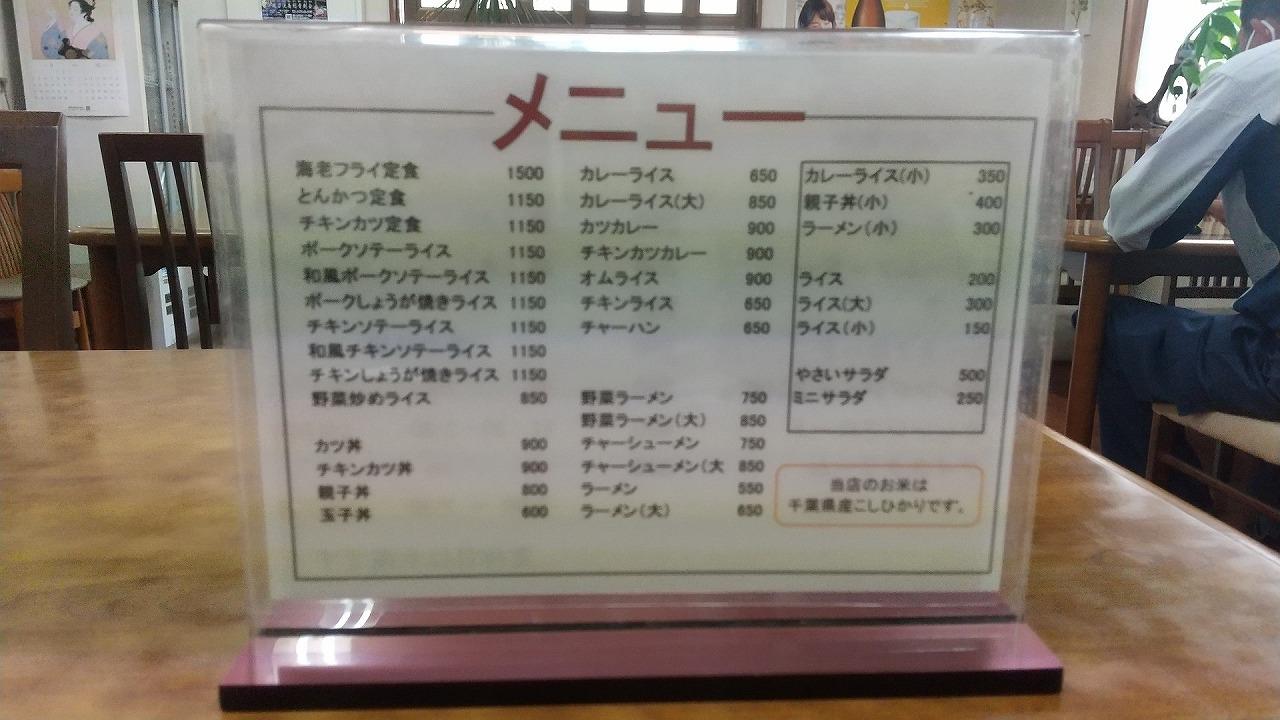 メニュー
海老フライ定食 1500
とんかつ定食 1150
チキンカツ定食 1150
ポークソテーライス 1150
和風ポークソテーライス 1150
ポークしょうが焼きライス 1150
チキンソテーライス 1150
和風チキンソテーライス 1150
チキンしょうが焼きライス 1150
野菜炒めライス 850
カツ丼 900
チキンカツ丼 900
親子丼 800
玉子丼 600
カレーライス 650
カレーライス(大) 850
カツカレー 900
チキンカツカレー 900
オムライス 900
チキンライス 650
チャーハン 650
野菜ラーメン 750
野菜ラーメン(大) 850
チャーシューメン 750
チャーシューメン(大 850
ラーメン 550
ラーメン(大) 650
カレーライス(小) 350
親子丼(小) 400
ラーメン(小) 300
ライス 200
ライス(大) 300
ライス(小) 150
やさいサラダ 500
ミニサラダ 250
当店のお米は
千葉県産こしひかりです。